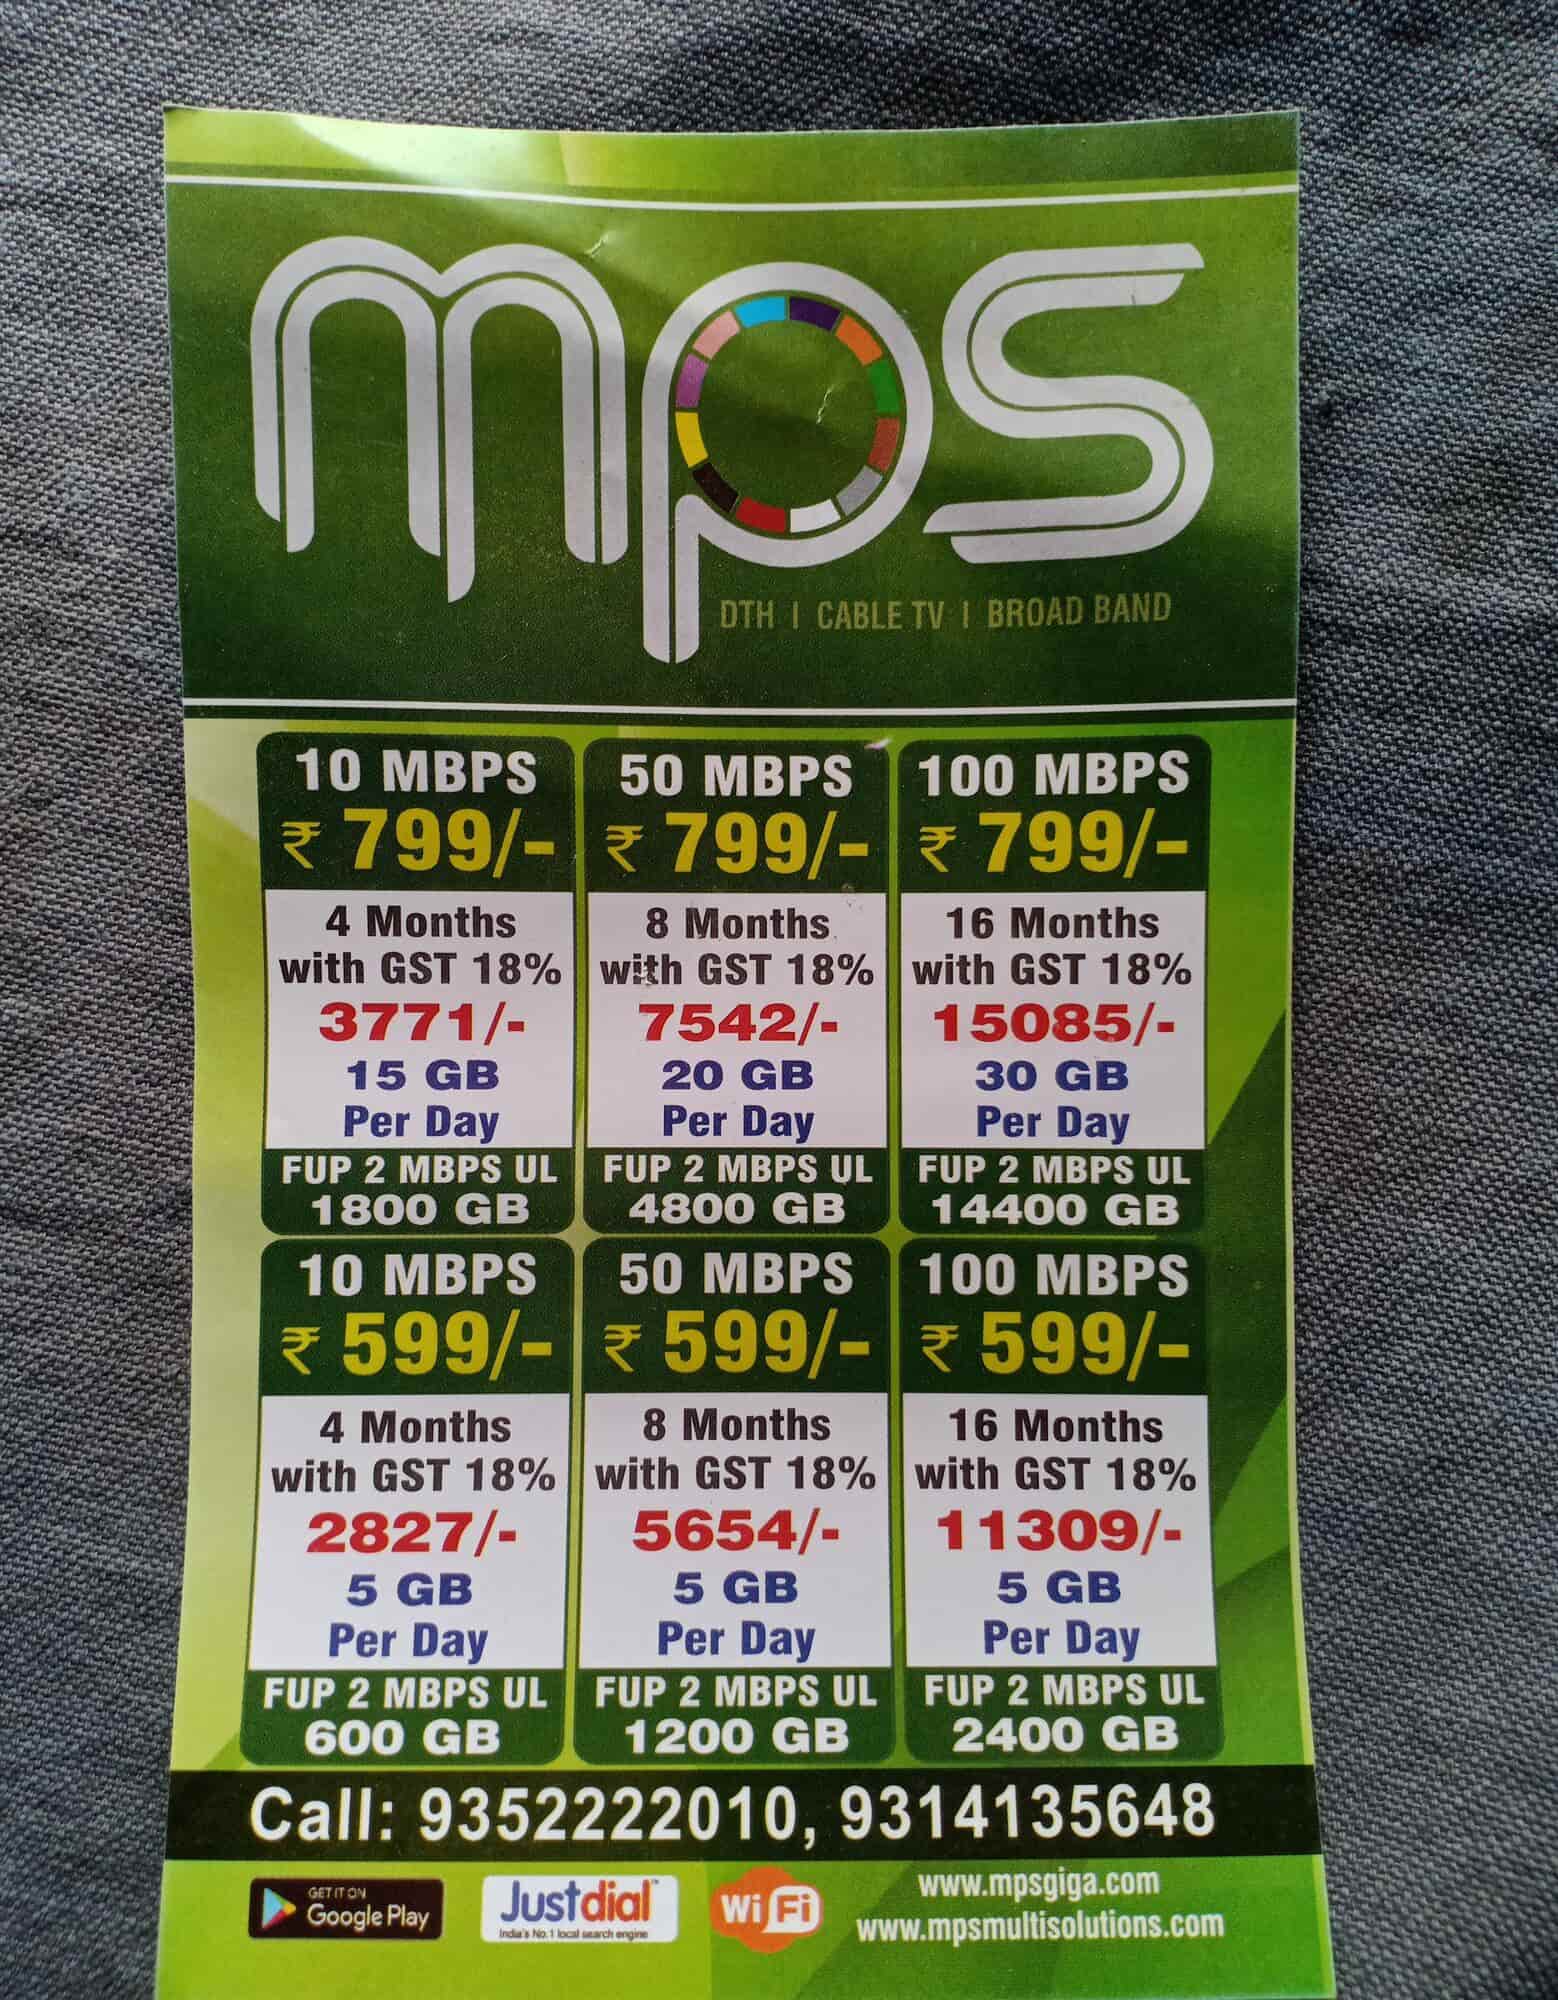 mps
DTH | CABLE TV | BROAD BAND
10 MBPS
₹ 799/-
4 Months
with GST 18%
3771/-
15 GB
Per Day
FUP 2 MBPS UL
1800 GB
50 MBPS
₹ 799/-
8 Months
with GST 18%
7542/-
20 GB
Per Day
FUP 2 MBPS UL
4800 GB
100 MBPS
₹ 799/-
16 Months
with GST 18%
15085/-
30 GB
Per Day
FUP 2 MBPS UL
14400 GB
10 MBPS
₹ 599/-
4 Months
with GST 18%
2827/-
5 GB
Per Day
FUP 2 MBPS UL
600 GB
50 MBPS
₹ 599/-
8 Months
with GST 18%
5654/-
5 GB
Per Day
FUP 2 MBPS UL
1200 GB
100 MBPS
₹ 599/-
16 Months
with GST 18%
11309/-
5 GB
Per Day
FUP 2 MBPS UL
2400 GB
Call: 9352222010, 9314135648
GET IT ON
Google Play
Justdial™
India's No.1 local search engine
WiFi
www.mpsgiga.com
www.mpsmultisolutions.com